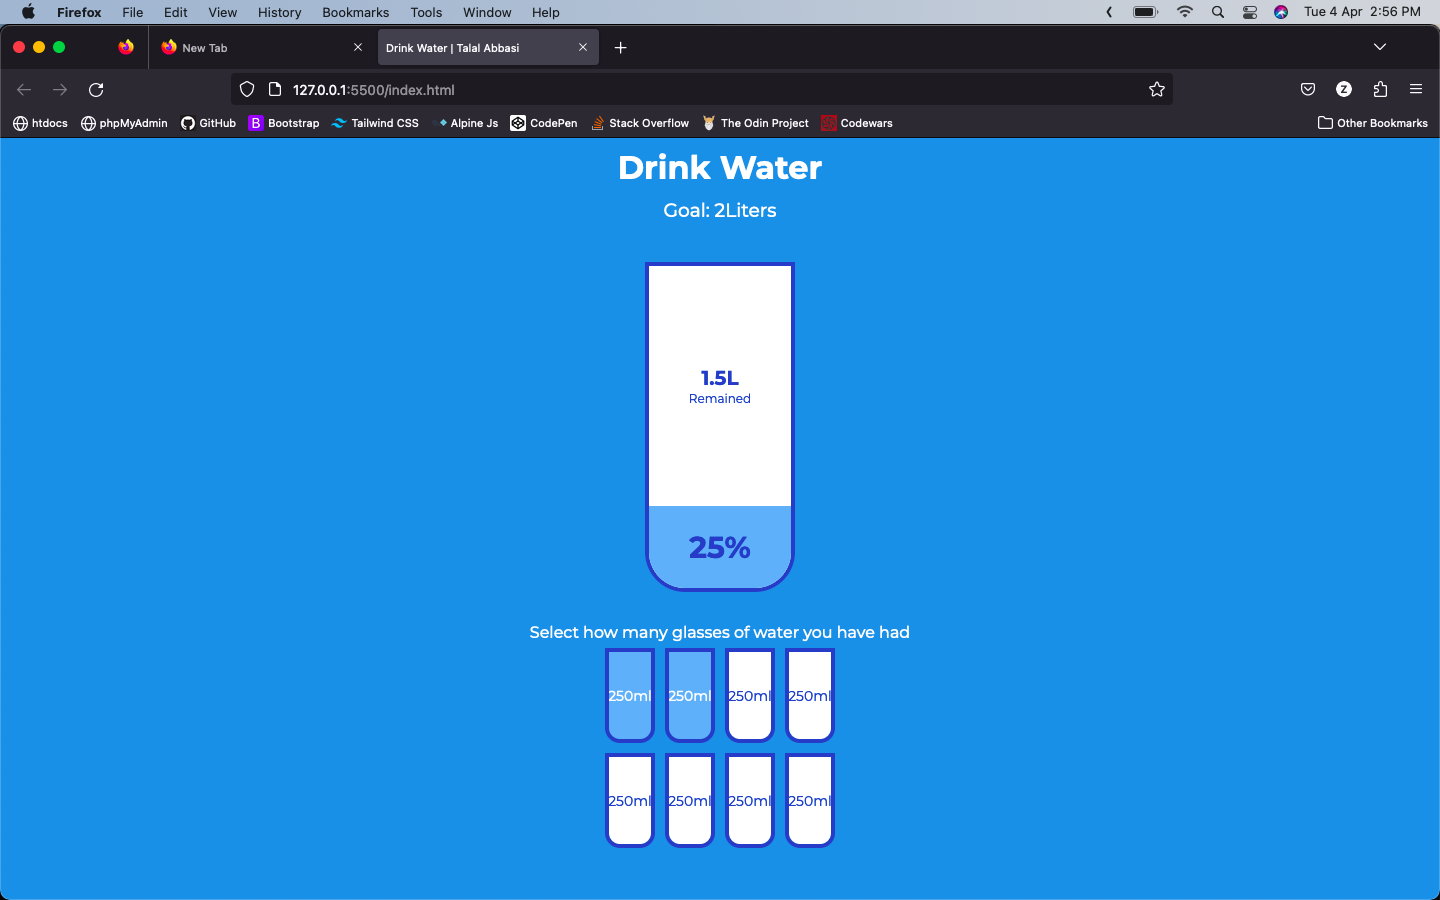 Firefox File Edit View History Bookmarks Tools Window Help Tue 4 Apr 2:56 PM
New Tab Drink Water | Talal Abbasi
127.0.0.1:5500/index.html Z
htdocs phpMyAdmin GitHub B Bootstrap Tailwind CSS Alpine Js CodePen Stack Overflow The Odin Project Codewars Other Bookmarks
Drink Water
Goal: 2Liters
1.5L
Remained
25%
Select how many glasses of water you have had
250ml 250ml 250ml 250ml
250ml 250ml 250ml 250ml